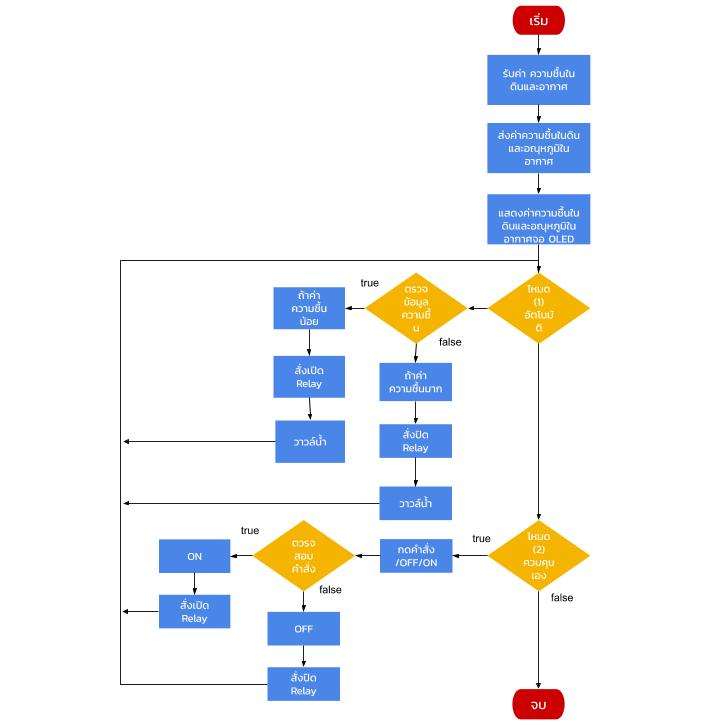 เริ่ม
รับค่า ความชื้นใน
ดินและอากาศ
ส่งค่าความชื้นในดิน
และอณุหภูมิใน
อากาศ
แสดงค่าความชื้นใน
ดินและอณุหภูมิใน
อากาศจอ OLED
โหมด
(1)
อัตโนมั
ติ
ตรวจ
ข้อมูล
ความชื้
น
true
false
ถ้าค่า
ความชื้น
น้อย
สั่งเปิด
Relay
วาวล์น้ำ
ถ้าค่า
ความชื้นมาก
สั่งปิด
Relay
วาวล์น้ำ
โหมด
(2)
ควบคุม
เอง
true
false
กดคำสั่ง
/OFF/ON
ตวรจ
สอบ
คำสั่ง
true
false
ON
สั่งเปิด
Relay
OFF
สั่งปิด
Relay
จบ